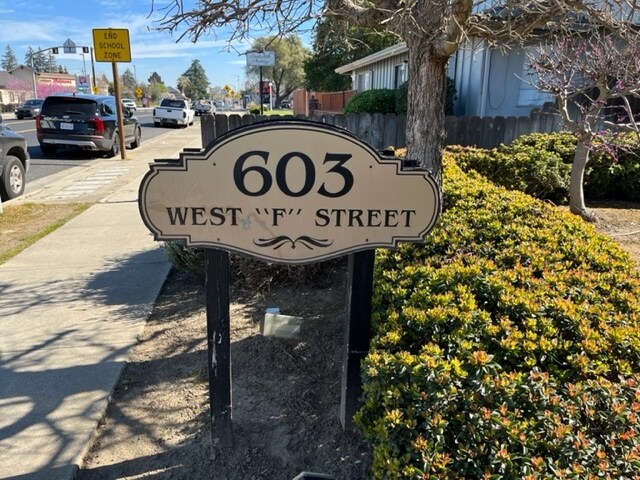 END
SCHOOL
ZONE
603
WEST "F" STREET